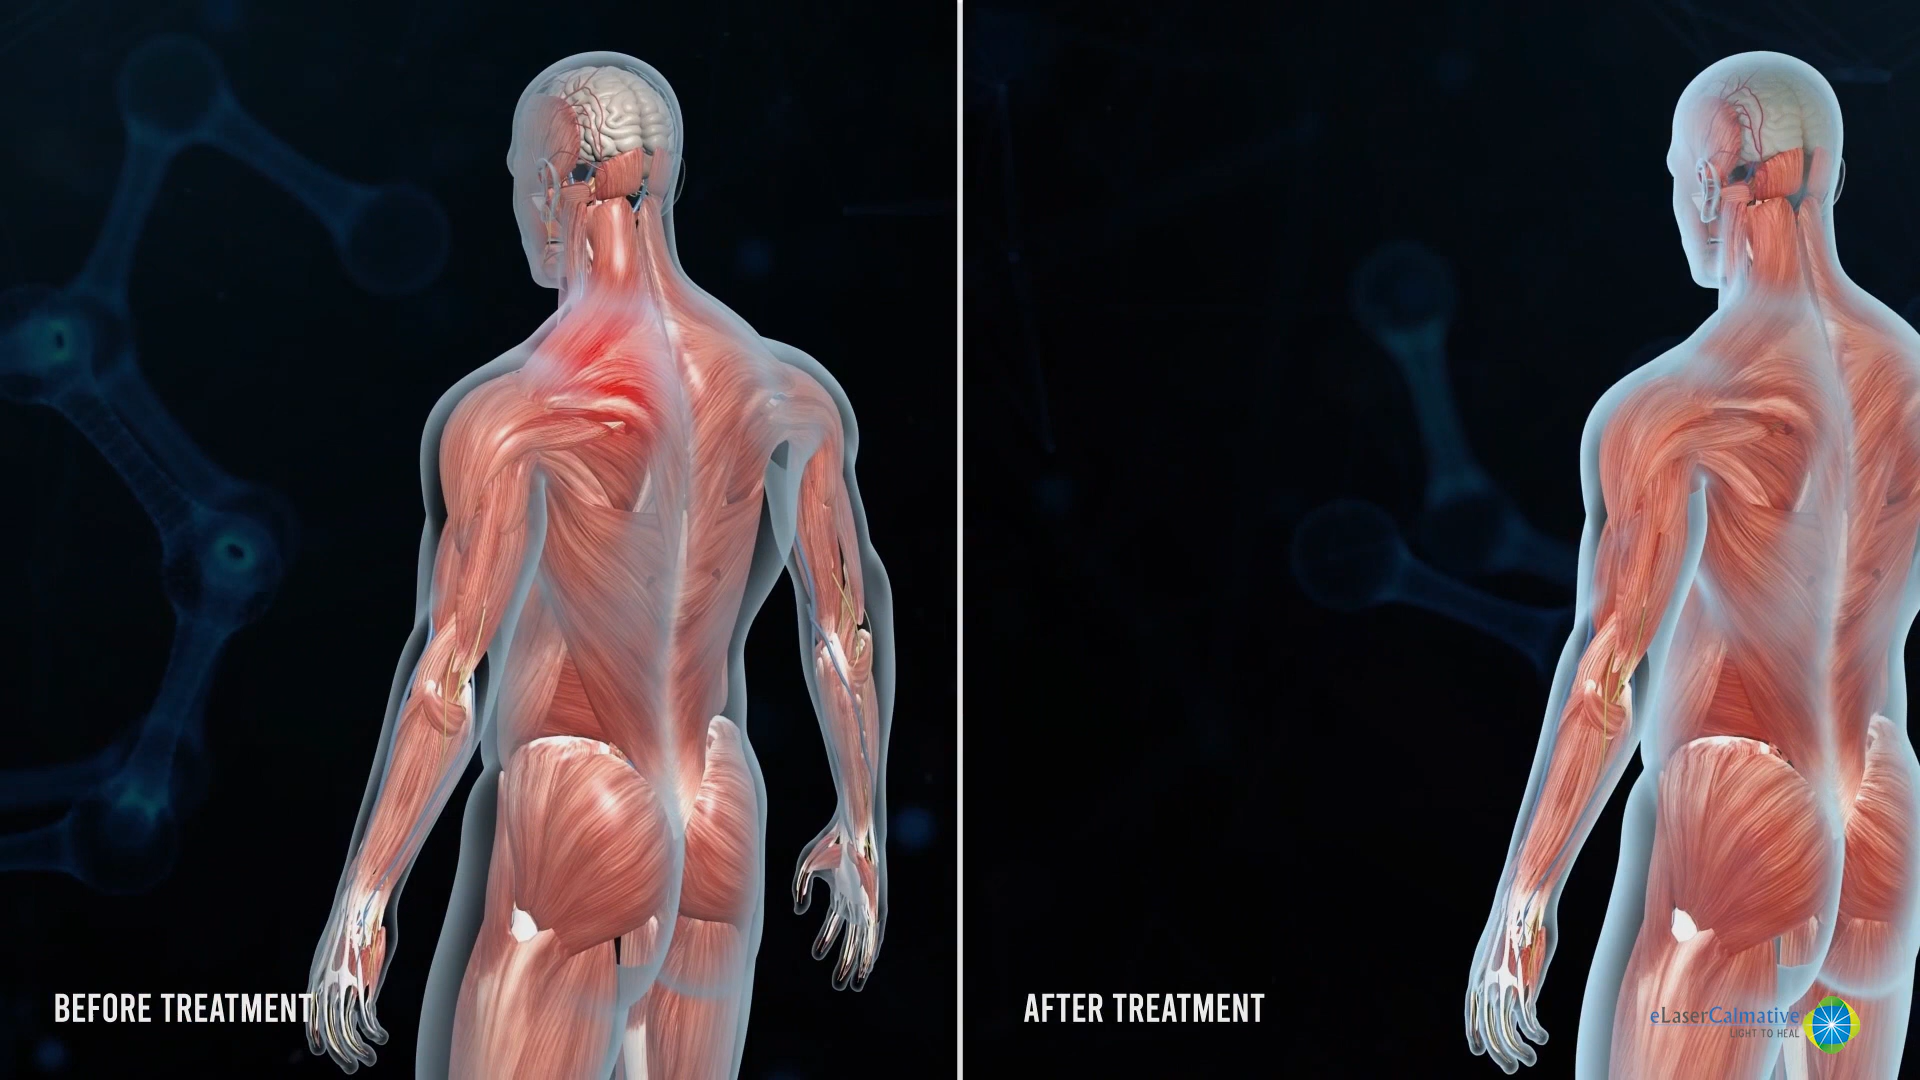 BEFORE TREATMENT
AFTER TREATMENT
eLaserCalmative
LIGHT TO HEAL